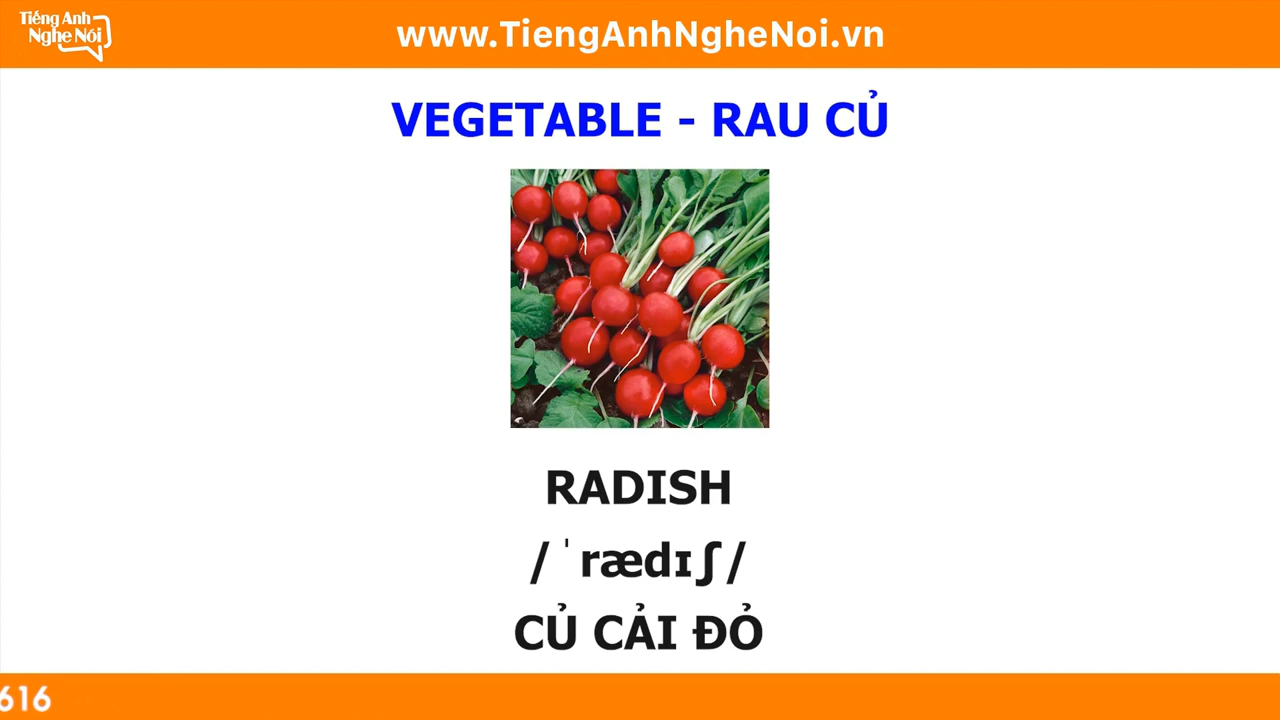 Tiếng Anh
Nghe Nói
www.TiengAnhNgheNoi.vn
VEGETABLE - RAU CỦ
RADISH
/ˈrædɪʃ/
CỦ CẢI ĐỎ
616